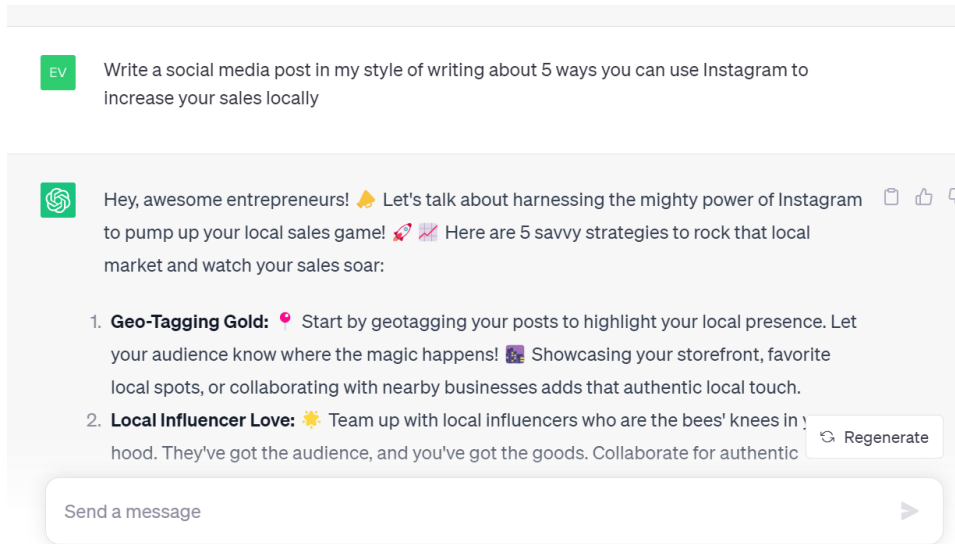 EV
Write a social media post in my style of writing about 5 ways you can use Instagram to
increase your sales locally
Hey, awesome entrepreneurs! 📣 Let's talk about harnessing the mighty power of Instagram
to pump up your local sales game! 🚀 📈 Here are 5 savvy strategies to rock that local
market and watch your sales soar:
1. Geo-Tagging Gold: 📍 Start by geotagging your posts to highlight your local presence. Let
your audience know where the magic happens! 🌆 Showcasing your storefront, favorite
local spots, or collaborating with nearby businesses adds that authentic local touch.
2. Local Influencer Love: 🌟 Team up with local influencers who are the bees' knees in
hood. They've got the audience, and you've got the goods. Collaborate for authentic
Regenerate
Send a message